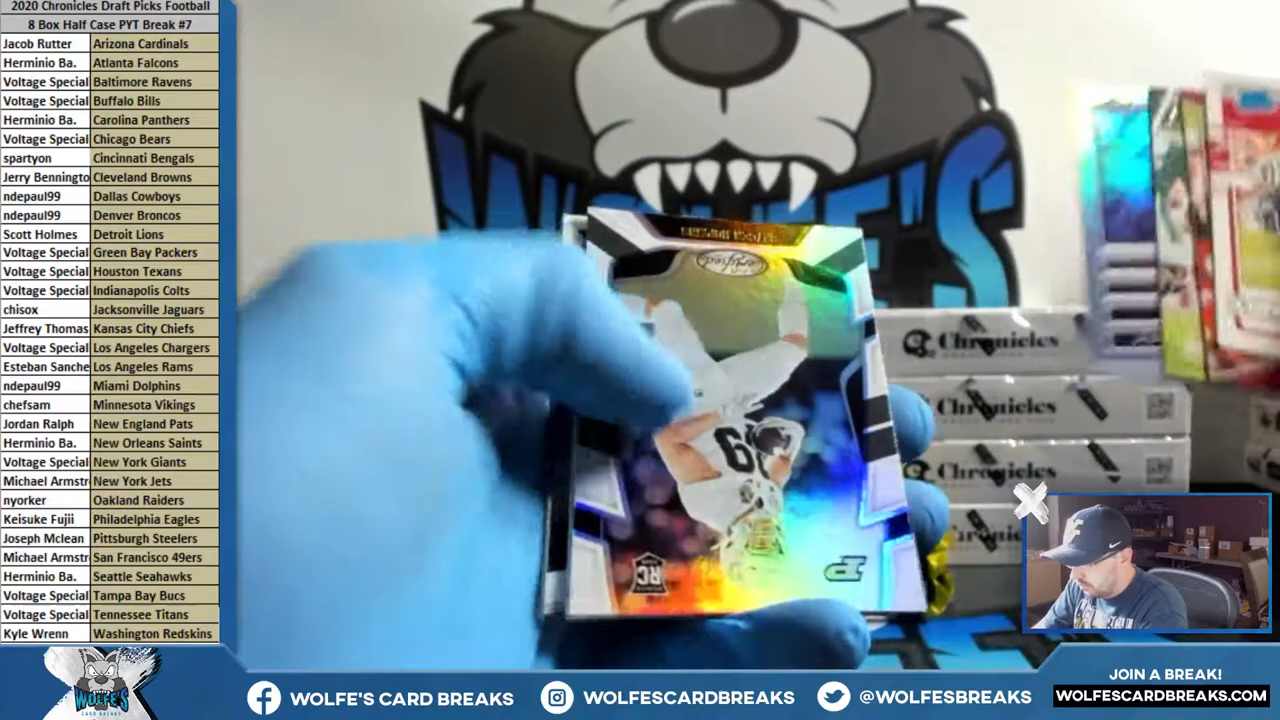 2020 Chronicles Draft Picks Football
8 Box Half Case PYT Break #7
Jacob Rutter Arizona Cardinals
Herminio Ba. Atlanta Falcons
Voltage Special Baltimore Ravens
Voltage Special Buffalo Bills
Herminio Ba. Carolina Panthers
Voltage Special Chicago Bears
spartyon Cincinnati Bengals
Jerry Benningto Cleveland Browns
ndepaul99 Dallas Cowboys
ndepaul99 Denver Broncos
Scott Holmes Detroit Lions
Voltage Special Green Bay Packers
Voltage Special Houston Texans
Voltage Special Indianapolis Colts
chisox Jacksonville Jaguars
Jeffrey Thomas Kansas City Chiefs
Voltage Special Los Angeles Chargers
Esteban Sanche Los Angeles Rams
ndepaul99 Miami Dolphins
chefsam Minnesota Vikings
Jordan Ralph New England Pats
Herminio Ba. New Orleans Saints
Voltage Special New York Giants
Michael Armstr New York Jets
nyorker Oakland Raiders
Keisuke Fujii Philadelphia Eagles
Joseph Mclean Pittsburgh Steelers
Michael Armstr San Francisco 49ers
Herminio Ba. Seattle Seahawks
Voltage Special Tampa Bay Bucs
Voltage Special Tennessee Titans
Kyle Wrenn Washington Redskins
WOLFE'S
Certified
RC
Chronicles
Chronicles
Chronicles
Chronicles
WOLFE'S
CARD BREAKS
WOLFE'S CARD BREAKS
WOLFESCARDBREAKS
@WOLFESBREAKS
JOIN A BREAK!
WOLFESCARDBREAKS.COM